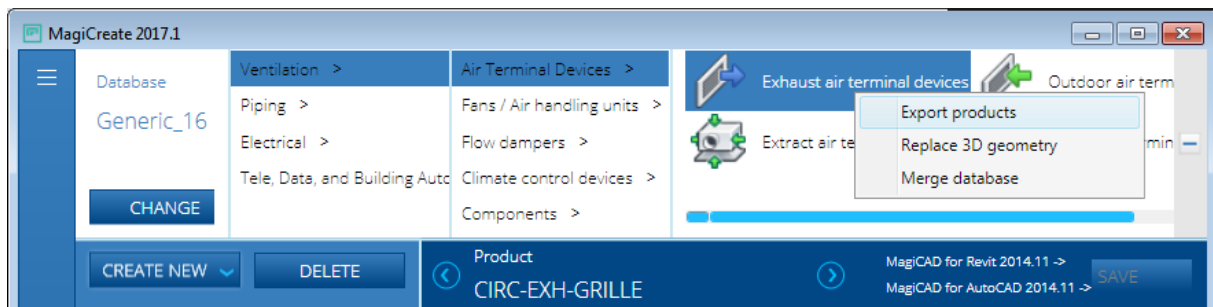 MagiCreate 2017.1
Database
Generic_16
CHANGE
Ventilation >
Piping >
Electrical >
Tele, Data, and Building Auto
Air Terminal Devices >
Fans / Air handling units >
Flow dampers >
Climate control devices >
Components >
Exhaust air terminal devices
Outdoor air term
Extract air te
rmin
Export products
Replace 3D geometry
Merge database
CREATE NEW
DELETE
Product
CIRC-EXH-GRILLE
MagiCAD for Revit 2014.11 ->
MagiCAD for AutoCAD 2014.11 ->
SAVE